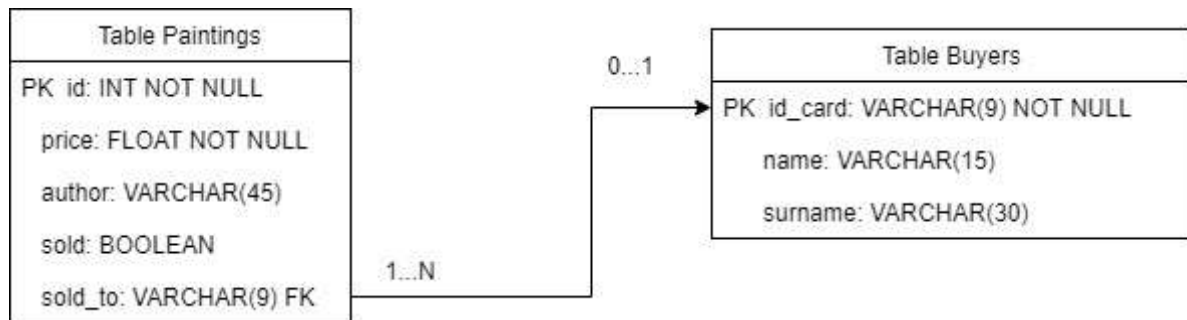 Table Paintings
PK id: INT NOT NULL
price: FLOAT NOT NULL
author: VARCHAR(45)
sold: BOOLEAN
sold_to: VARCHAR(9) FK
1...N
0...1
Table Buyers
PK id_card: VARCHAR(9) NOT NULL
name: VARCHAR(15)
surname: VARCHAR(30)